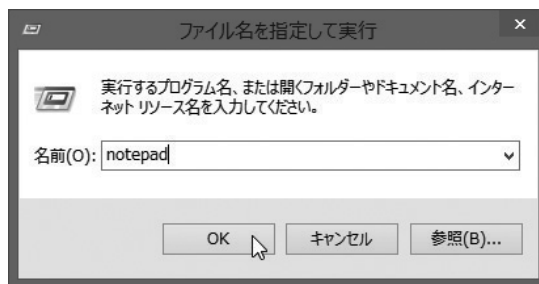 ファイル名を指定して実行
×
実行するプログラム名、または開くフォルダーやドキュメント名、インター
ネット リソース名を入力してください。
名前(O): notepad
OK キャンセル 参照(B)...